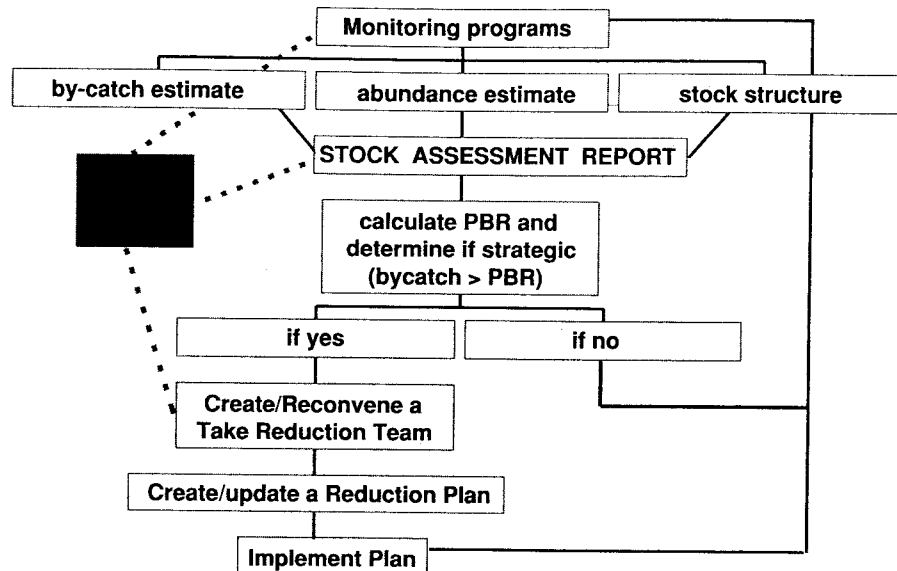 Monitoring programs
by-catch estimate
abundance estimate
stock structure
STOCK ASSESSMENT REPORT
calculate PBR and
determine if strategic
(bycatch > PBR)
if yes
if no
Create/Reconvene a
Take Reduction Team
Create/update a Reduction Plan
Implement Plan